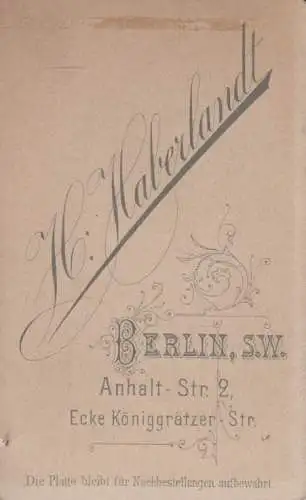 H. Haberlandt
BERLIN, S.W.
Anhalt-Str. 2,
Ecke Königgrätzer-Str.
Die Platte bleibt für Nachbestellungen aufbewahrt